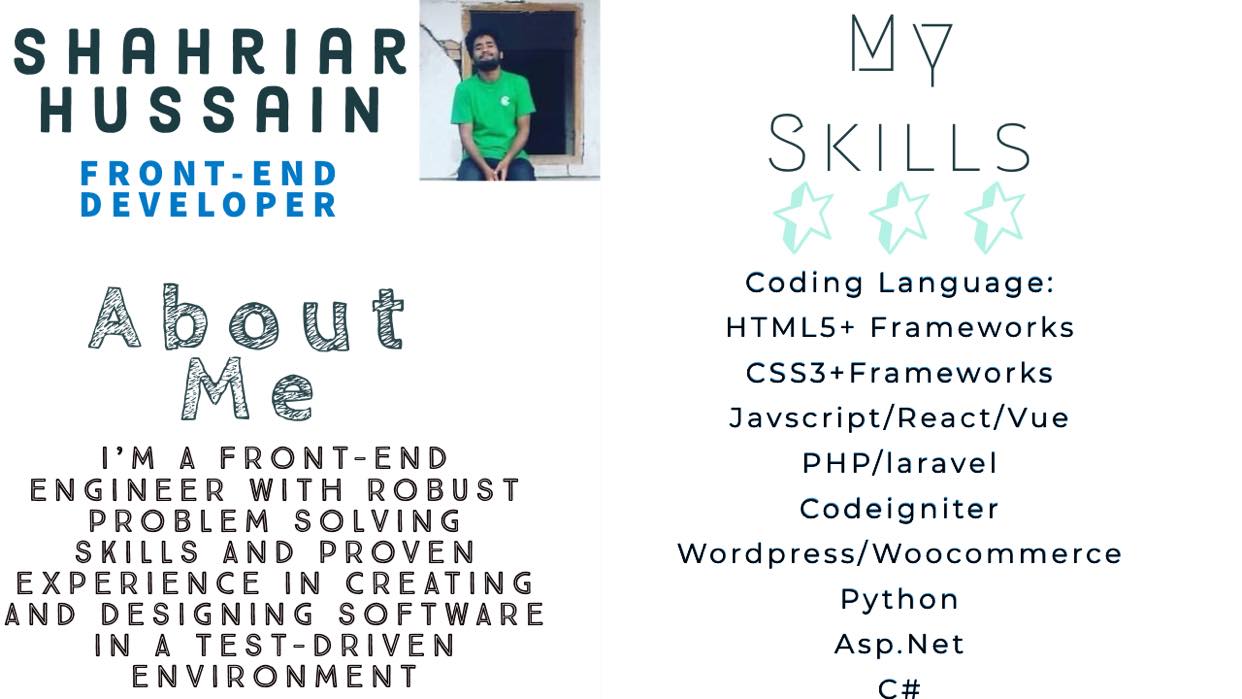 SHAHRIAR
HUSSAIN
FRONT-END
DEVELOPER
About
Me
I'M A FRONT-END
ENGINEER WITH ROBUST
PROBLEM SOLVING
SKILLS AND PROVEN
EXPERIENCE IN CREATING
AND DESIGNING SOFTWARE
IN A TEST-DRIVEN
ENVIRONMENT
My
Skills
Coding Language:
HTML5+ Frameworks
CSS3+Frameworks
Javscript/React/Vue
PHP/laravel
Codeigniter
Wordpress/Woocommerce
Python
Asp.Net
C#